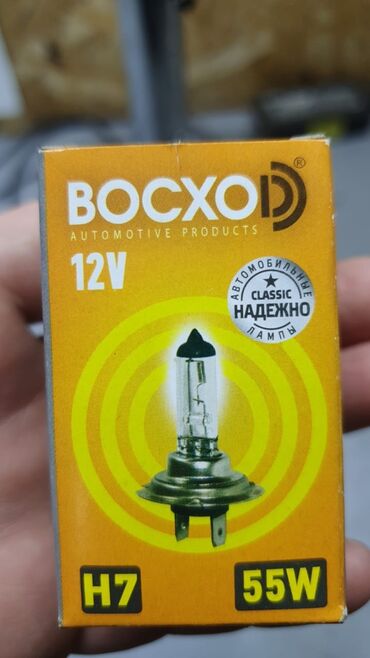 ВОСХОD®
AUTOMOTIVE PRODUCTS
12V
АВТОМОБИЛЬНЫЕ
CLASSIC
НАДЕЖНО
ЛАМПЫ
H7
55W